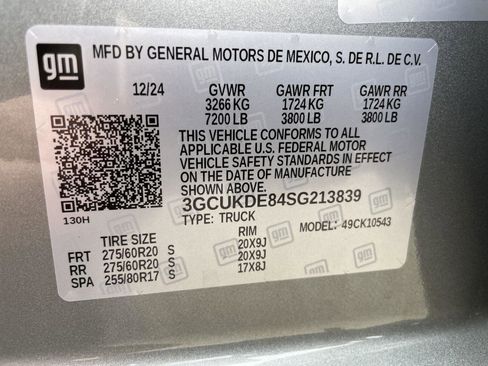 gm
MFD BY GENERAL MOTORS DE MEXICO, S. DE R.L. DE C.V.
12/24 GVWR GAWR FRT GAWR RR
3266 KG 1724 KG 1724 KG
7200 LB 3800 LB 3800 LB
THIS VEHICLE CONFORMS TO ALL
APPLICABLE U.S. FEDERAL MOTOR
VEHICLE SAFETY STANDARDS IN EFFECT
ON THE DATE OF MANUFACTURE
SHOWN ABOVE.
3GCUKDE84SG213839
130H TYPE: TRUCK MODEL: 49CK10543
TIRE SIZE RIM
FRT 275/60R20 S 20X9J
RR 275/60R20 S 20X9J
SPA 255/80R17 S 17X8J